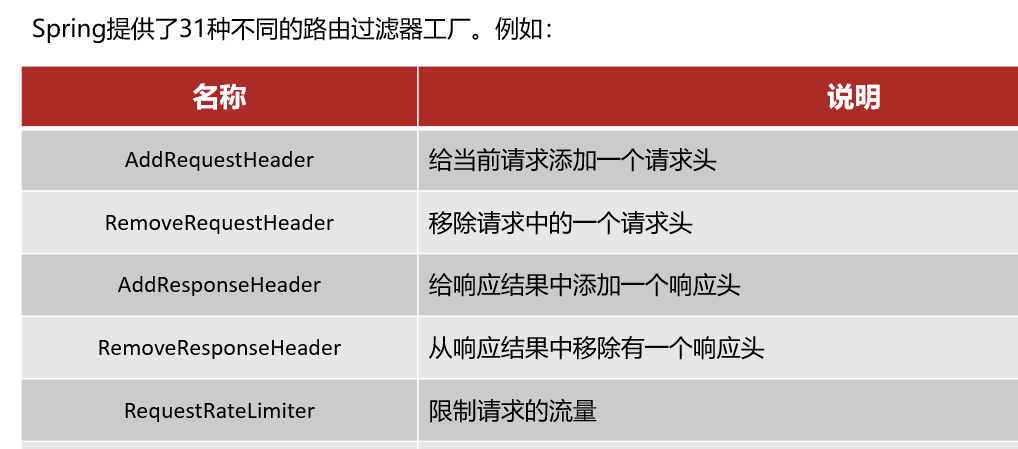 Spring提供了31种不同的路由过滤器工厂。例如：
名称 说明
AddRequestHeader 给当前请求添加一个请求头
RemoveRequestHeader 移除请求中的一个请求头
AddResponseHeader 给响应结果中添加一个响应头
RemoveResponseHeader 从响应结果中移除有一个响应头
RequestRateLimiter 限制请求的流量